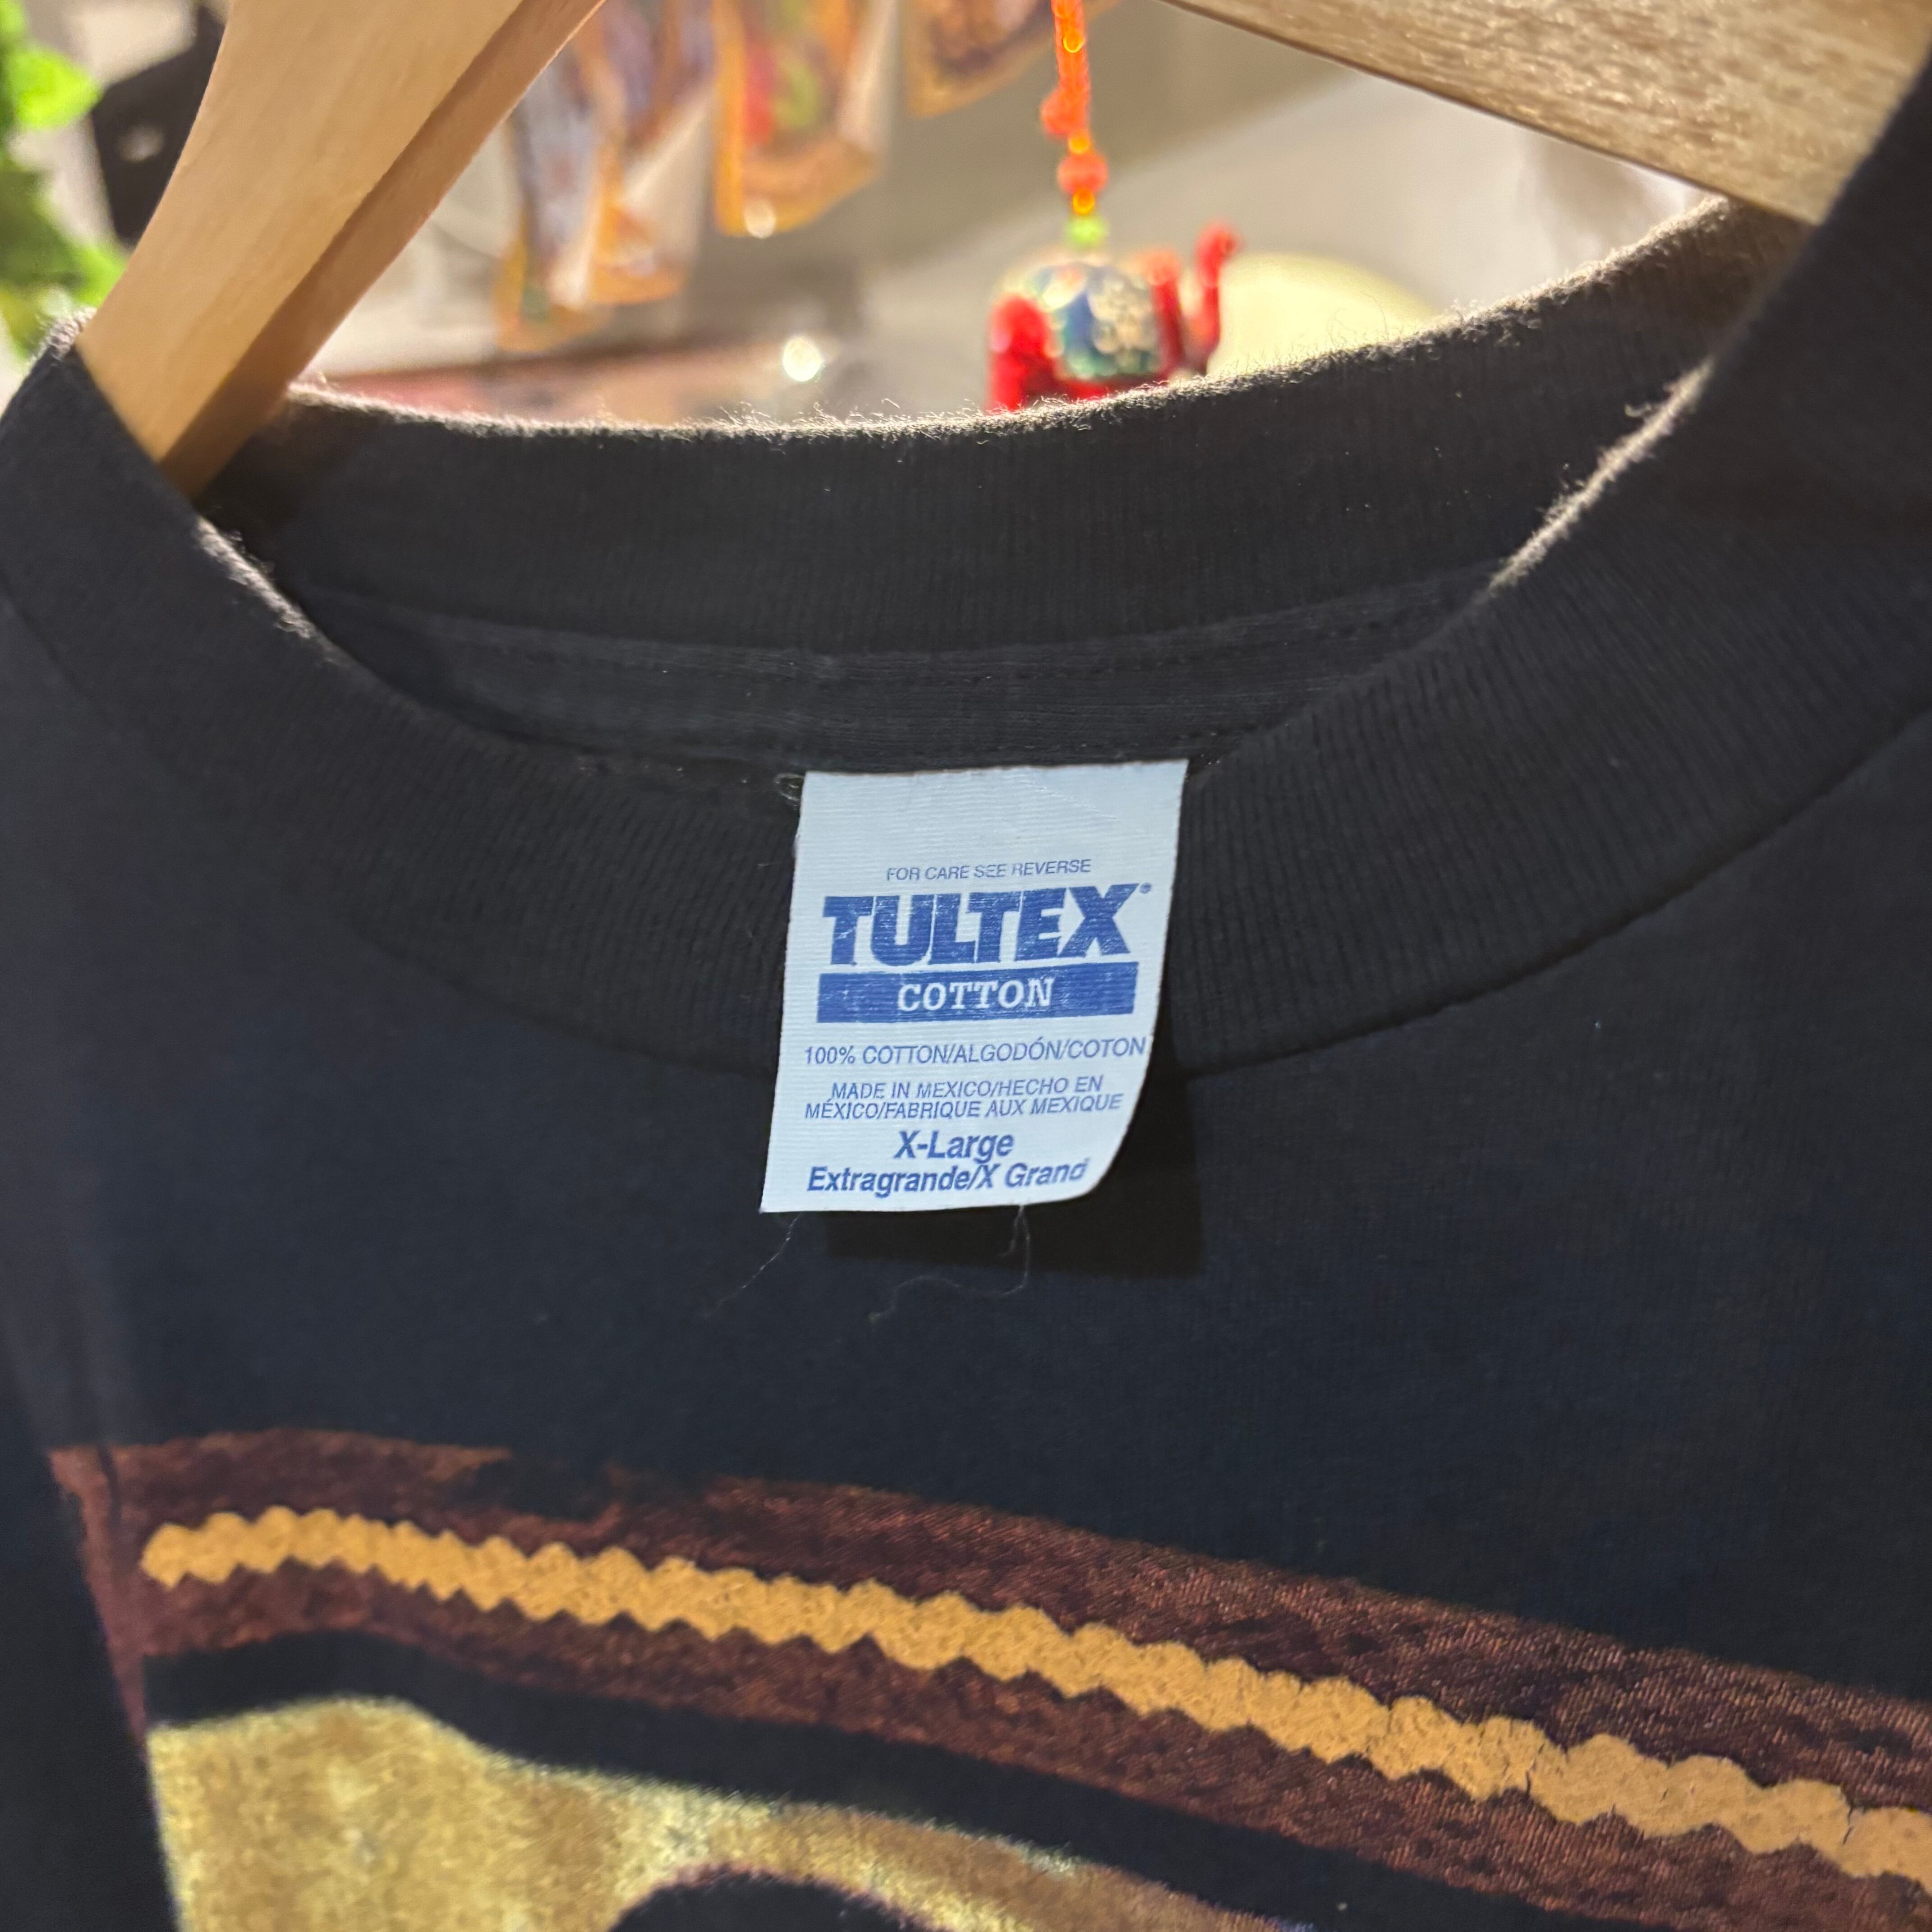 FOR CARE SEE REVERSE
TULTEX®
COTTON
100% COTTON/ALGODÓN/COTON
MADE IN MEXICO/HECHO EN
MÉXICO/FABRIQUE AUX MEXIQUE
X-Large
Extragrande/X Grand